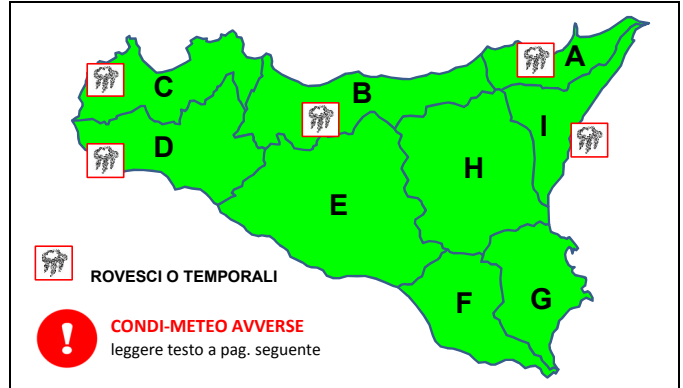 A
C
B
I
D
H
E
F
G
ROVESCI O TEMPORALI
!
CONDI-METEO AVVERSE
leggere testo a pag. seguente